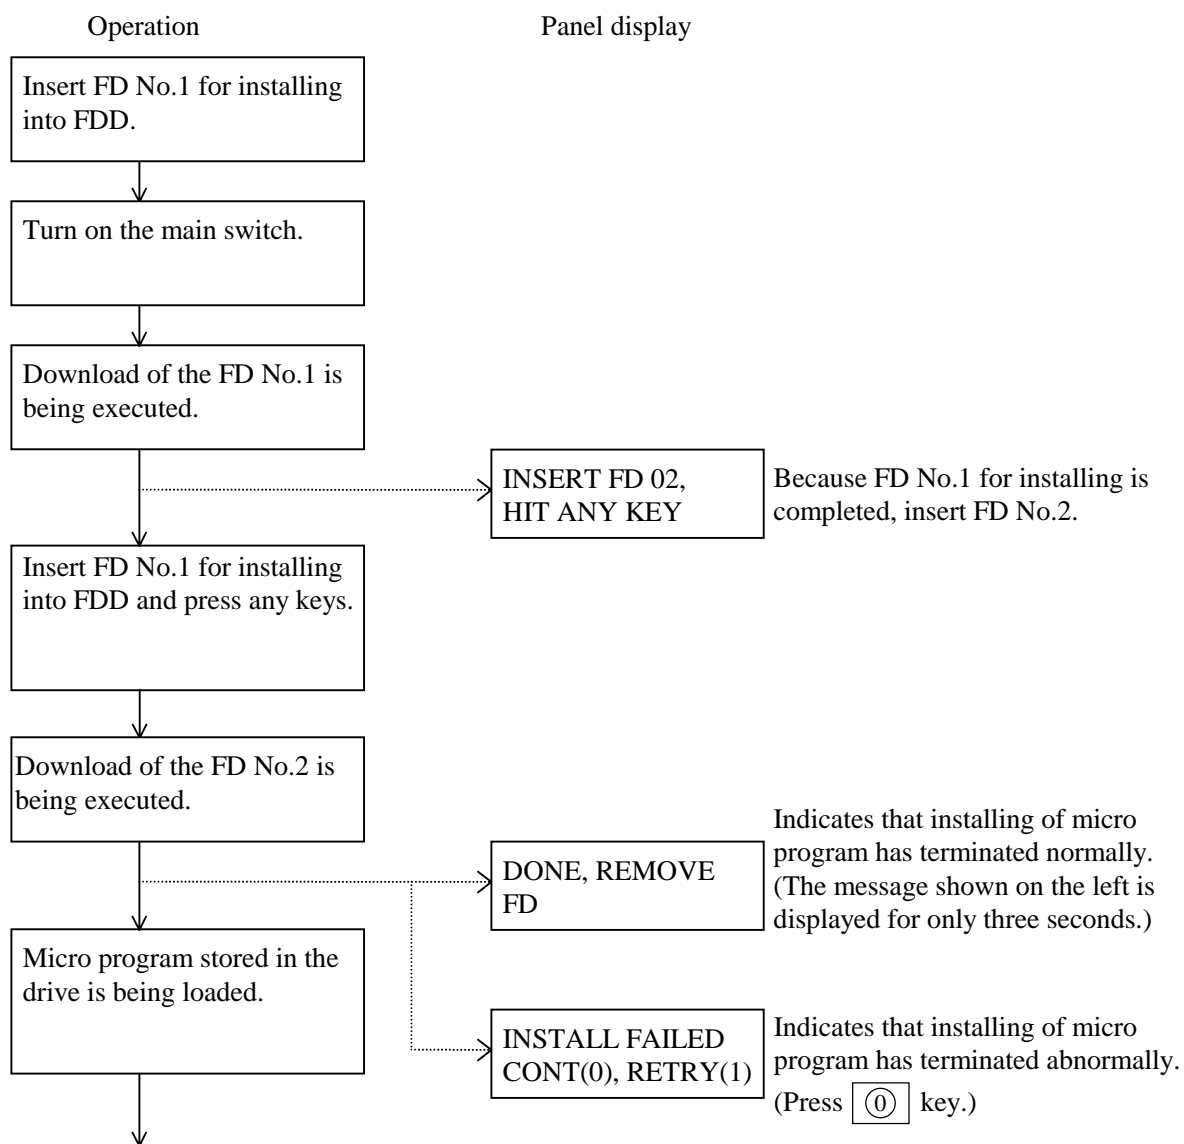 Operation
Panel display
Insert FD No.1 for installing
into FDD.
Turn on the main switch.
Download of the FD No.1 is
being executed.
INSERT FD 02,
HIT ANY KEY
Because FD No.1 for installing is
completed, insert FD No.2.
Insert FD No.1 for installing
into FDD and press any keys.
Download of the FD No.2 is
being executed.
DONE, REMOVE
FD
Indicates that installing of micro
program has terminated normally.
(The message shown on the left is
displayed for only three seconds.)
Micro program stored in the
drive is being loaded.
INSTALL FAILED
CONT(0), RETRY(1)
Indicates that installing of micro
program has terminated abnormally.
(Press 0 key.)